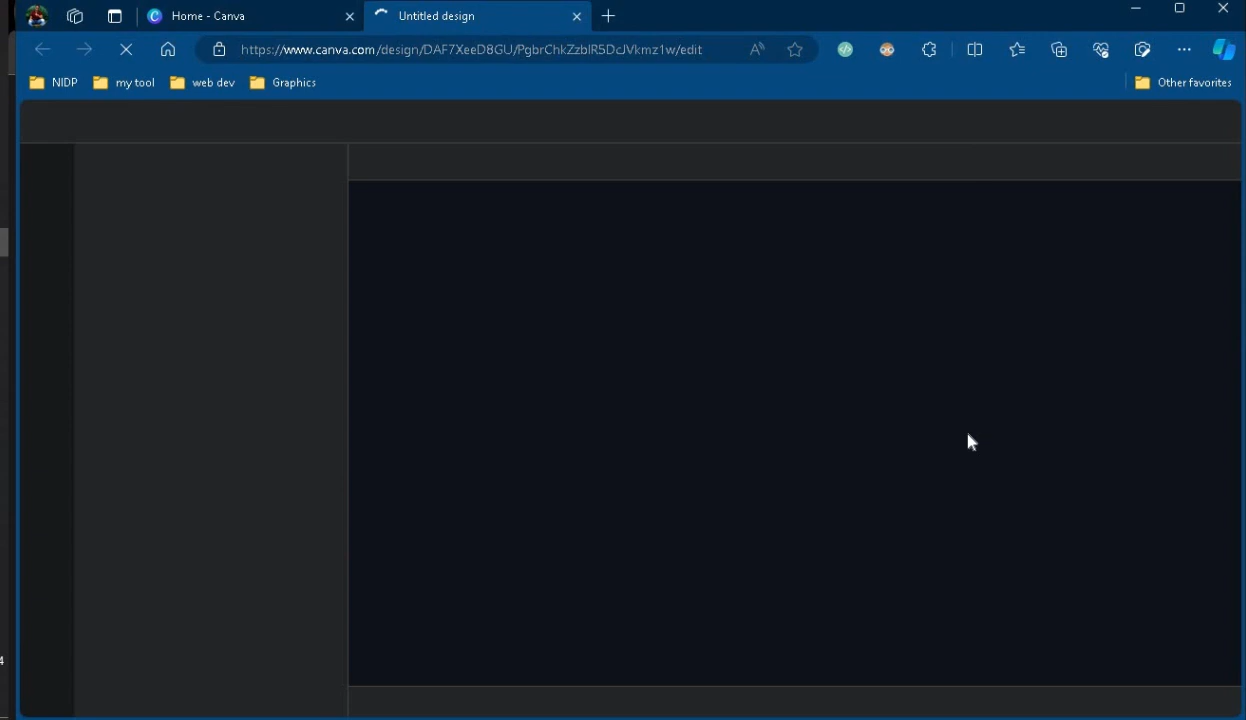 Home - Canva
Untitled design
https://www.canva.com/design/DAF7XeeD8GU/PgbrChkZzblR5DcJVkmz1w/edit
NIDP
my tool
web dev
Graphics
Other favorites
4